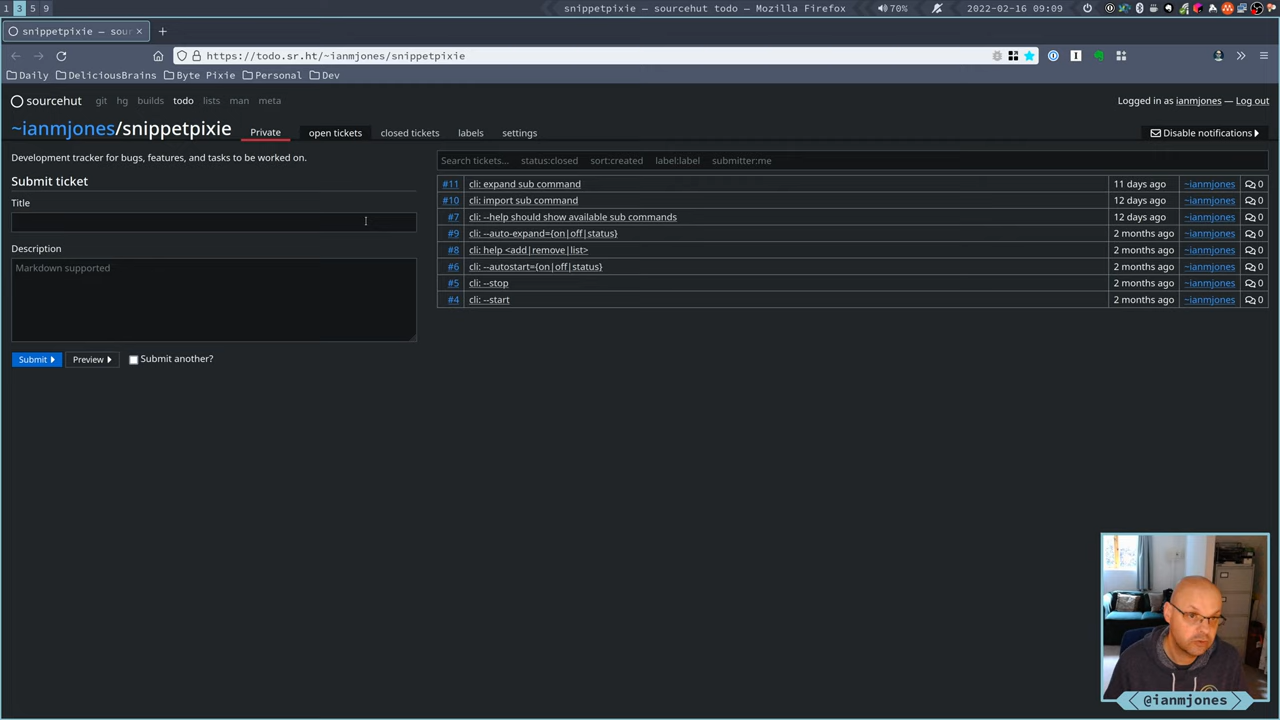 1 3 5 9 snippetpixie — sourcehut todo — Mozilla Firefox 70% 2022-02-16 09:09
snippetpixie — sour
https://todo.sr.ht/~ianmjones/snippetpixie
Daily DeliciousBrains Byte Pixie Personal Dev
sourcehut git hg builds todo lists man meta Logged in as ianmjones — Log out
~ianmjones/snippetpixie Private open tickets closed tickets labels settings Disable notifications
Development tracker for bugs, features, and tasks to be worked on.
Search tickets... status:closed sort:created label:label submitter:me
Submit ticket
Title
Description
Markdown supported
Submit Preview Submit another?
#11 cli: expand sub command 11 days ago ~ianmjones 0
#10 cli: import sub command 12 days ago ~ianmjones 0
#7 cli: --help should show available sub commands 12 days ago ~ianmjones 0
#9 cli: --auto-expand={on|off|status} 2 months ago ~ianmjones 0
#8 cli: help <add|remove|list> 2 months ago ~ianmjones 0
#6 cli: --autostart={on|off|status} 2 months ago ~ianmjones 0
#5 cli: --stop 2 months ago ~ianmjones 0
#4 cli: --start 2 months ago ~ianmjones 0
@ianmjones